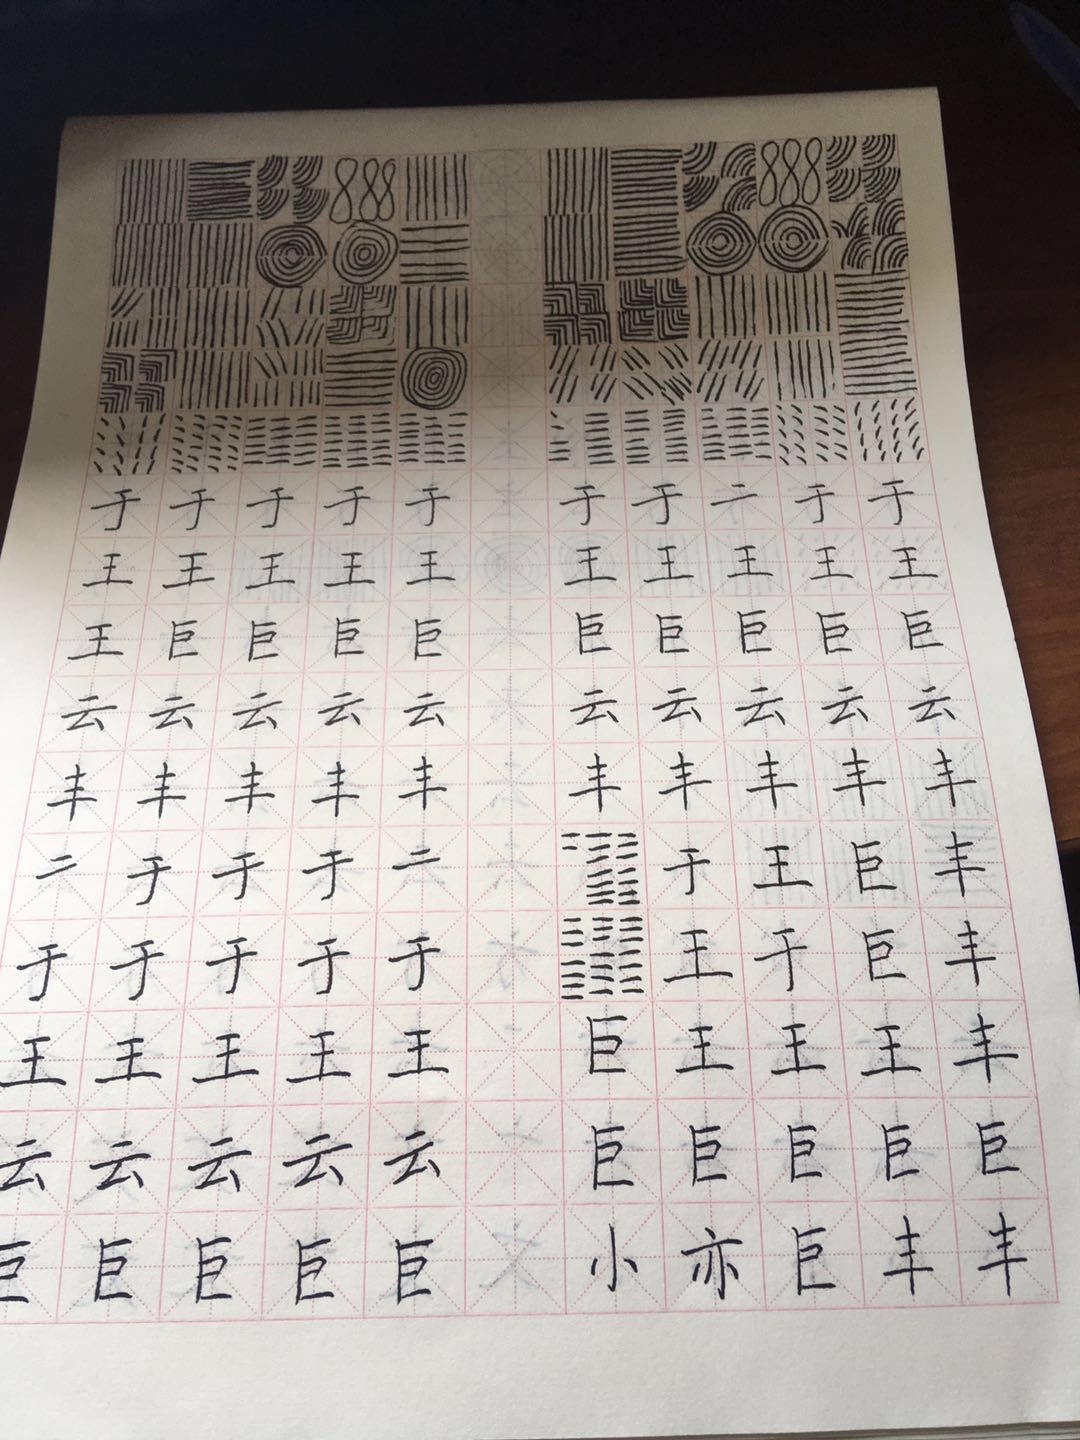 于 于 于 于 于 于 于 二 于 于
王 王 王 王 王 王 王 王 王 王
王 巨 巨 巨 巨 巨 巨 巨 巨 巨
云 云 云 云 云 云 云 云 云 云
丰 丰 丰 丰 丰 丰 丰 丰 丰 丰
二 于 于 于 二 于 王 巨 丰
于 于 于 于 于 王 干 巨 丰
王 王 王 王 王 巨 王 王 王 丰
云 云 云 云 云 巨 巨 巨 巨 巨
巨 巨 巨 巨 巨 小 亦 巨 丰 丰